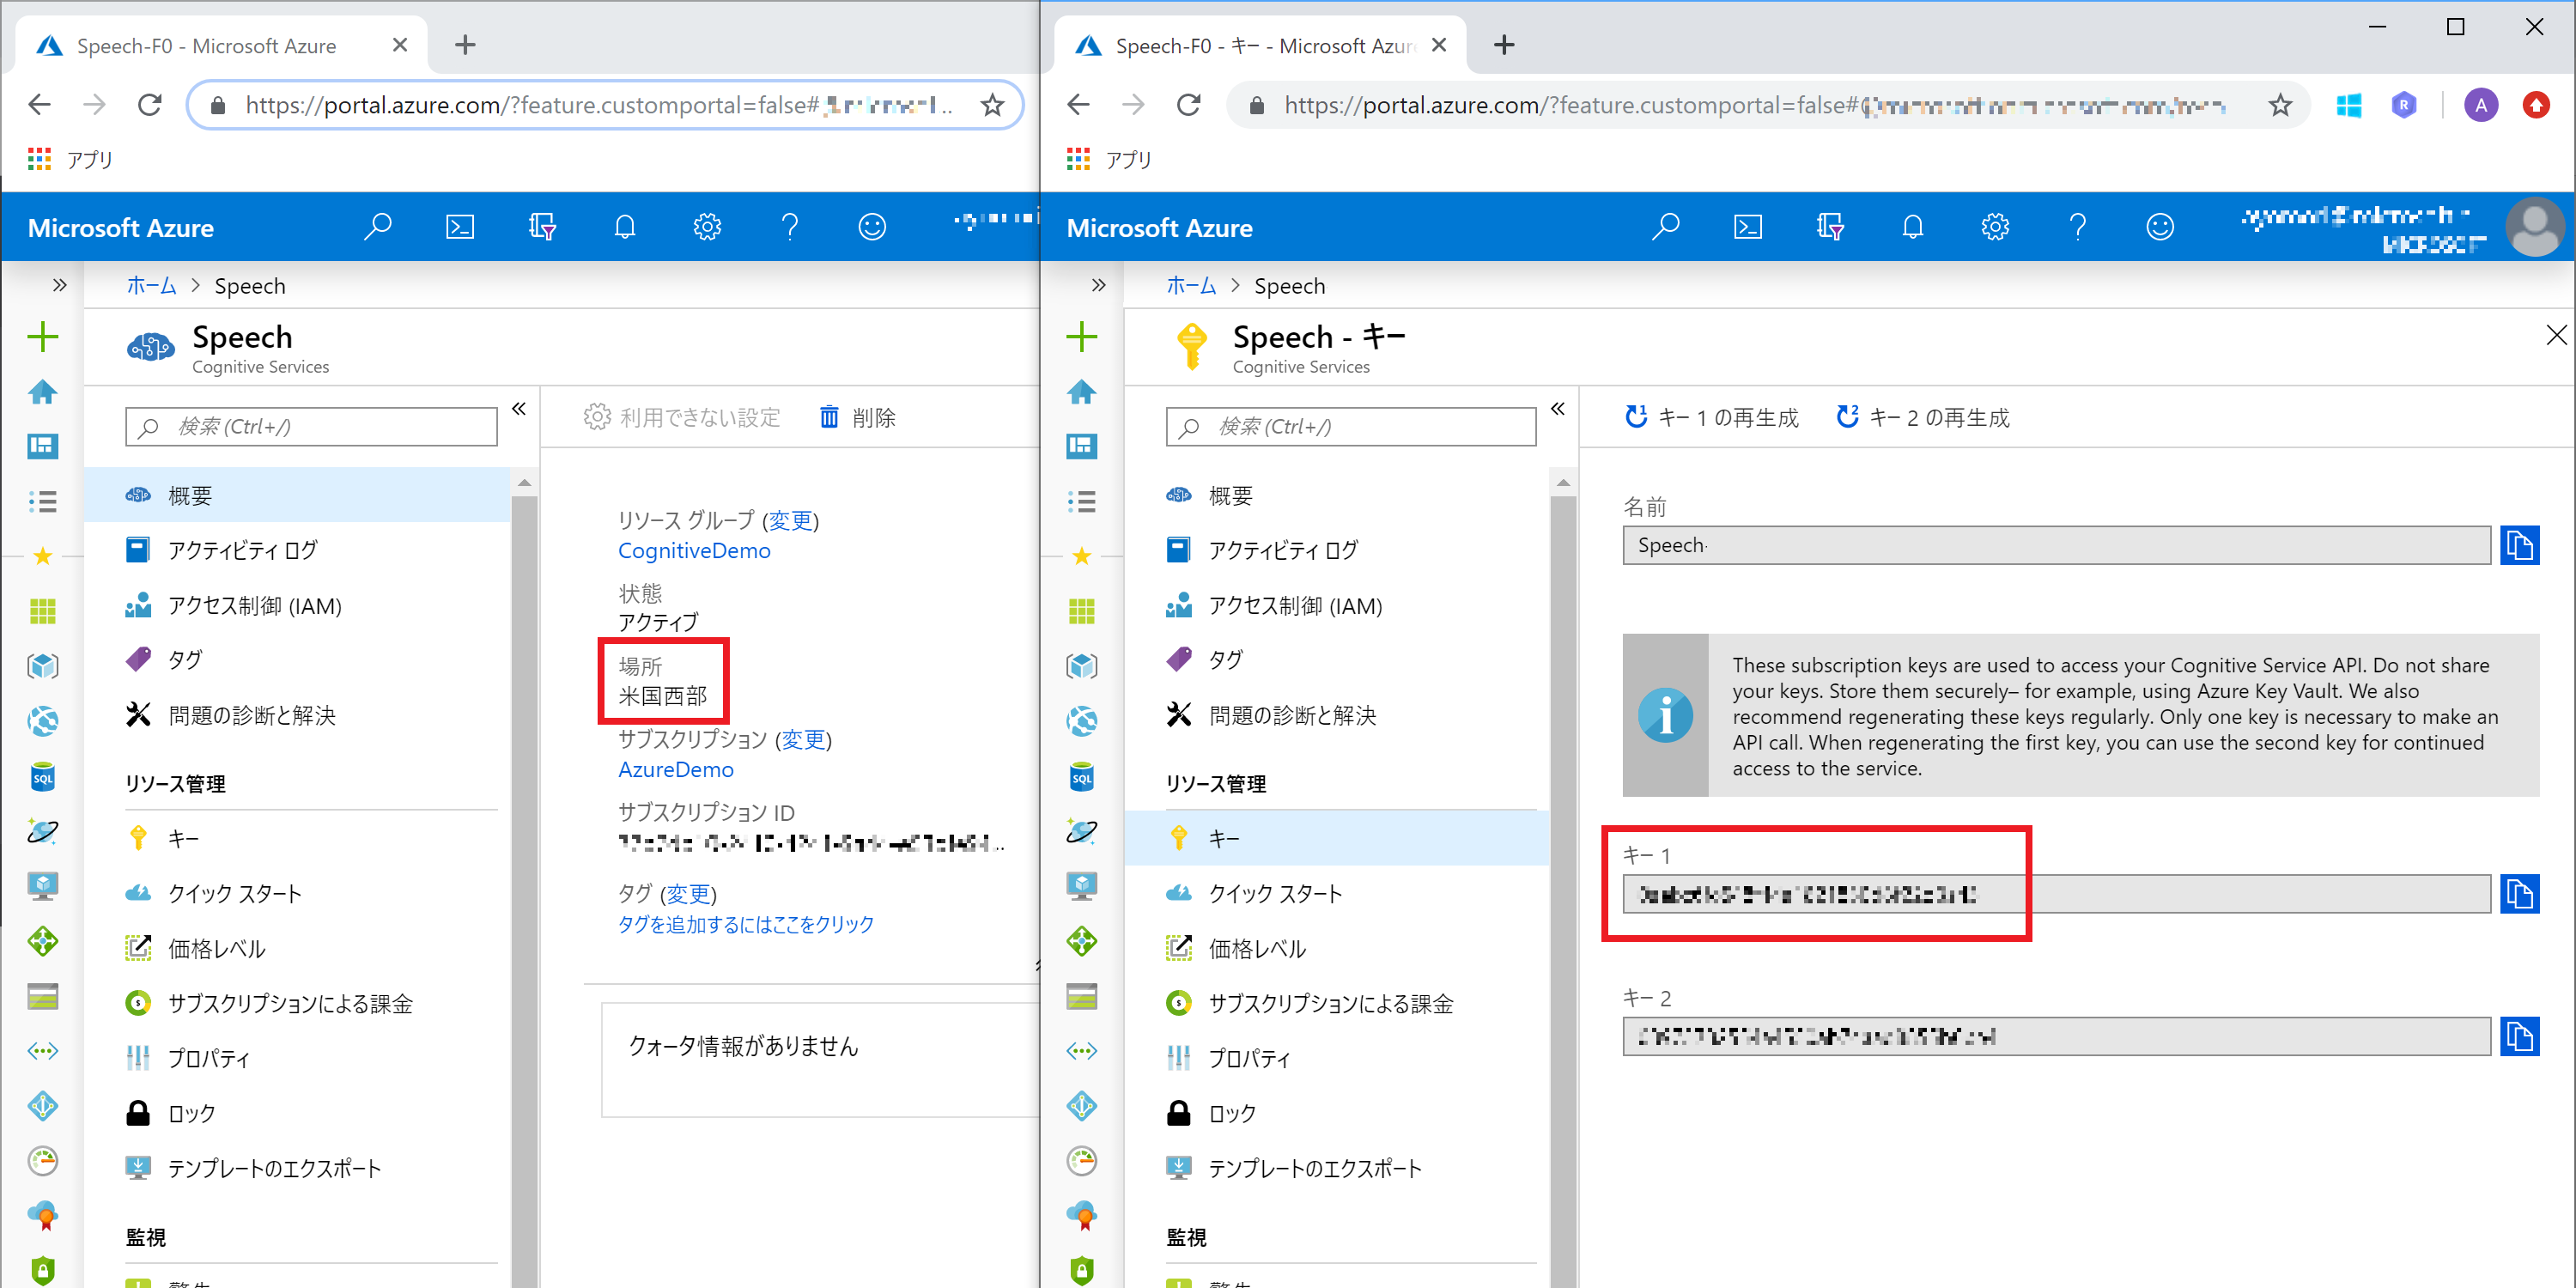 Speech-F0 - Microsoft Azure
https://portal.azure.com/?feature.customportal=false#
アプリ
Microsoft Azure
ホーム > Speech
Speech
Cognitive Services
検索 (Ctrl+/)
概要
アクティビティ ログ
アクセス制御 (IAM)
タグ
問題の診断と解決
リソース管理
キー
クイック スタート
価格レベル
サブスクリプションによる課金
プロパティ
ロック
テンプレートのエクスポート
監視
利用できない設定
削除
リソース グループ (変更)
CognitiveDemo
状態
アクティブ
場所
米国西部
サブスクリプション (変更)
AzureDemo
サブスクリプション ID
タグ (変更)
タグを追加するにはここをクリック
クォータ情報がありません
Speech-F0 - キー - Microsoft Azur
https://portal.azure.com/?feature.customportal=false#
A
アプリ
Microsoft Azure
ホーム > Speech
Speech - キー
Cognitive Services
検索 (Ctrl+/)
概要
アクティビティ ログ
アクセス制御 (IAM)
タグ
問題の診断と解決
リソース管理
キー
クイック スタート
価格レベル
サブスクリプションによる課金
プロパティ
ロック
テンプレートのエクスポート
監視
キー 1 の再生成
キー 2 の再生成
名前
Speech
These subscription keys are used to access your Cognitive Service API. Do not share
your keys. Store them securely– for example, using Azure Key Vault. We also
recommend regenerating these keys regularly. Only one key is necessary to make an
API call. When regenerating the first key, you can use the second key for continued
access to the service.
キー 1
キー 2